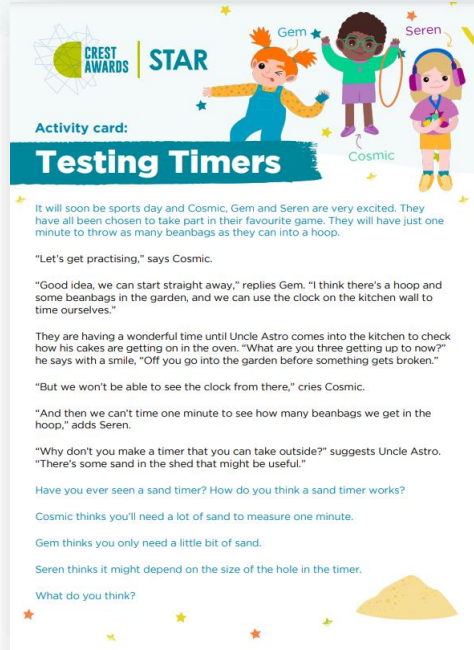 Gem
Seren
CREST
AWARDS
STAR
Cosmic
Activity card:
Testing Timers
It will soon be sports day and Cosmic, Gem and Seren are very excited. They
have all been chosen to take part in their favourite game. They will have just one
minute to throw as many beanbags as they can into a hoop.
“Let's get practising,” says Cosmic.
“Good idea, we can start straight away,” replies Gem. “I think there's a hoop and
some beanbags in the garden, and we can use the clock on the kitchen wall to
time ourselves.”
They are having a wonderful time until Uncle Astro comes into the kitchen to check
how his cakes are getting on in the oven. “What are you three getting up to now?”
he says with a smile, “Off you go into the garden before something gets broken.”
“But we won't be able to see the clock from there,” cries Cosmic.
“And then we can't time one minute to see how many beanbags we get in the
hoop,” adds Seren.
“Why don't you make a timer that you can take outside?” suggests Uncle Astro.
“There's some sand in the shed that might be useful.”
Have you ever seen a sand timer? How do you think a sand timer works?
Cosmic thinks you'll need a lot of sand to measure one minute.
Gem thinks you only need a little bit of sand.
Seren thinks it might depend on the size of the hole in the timer.
What do you think?